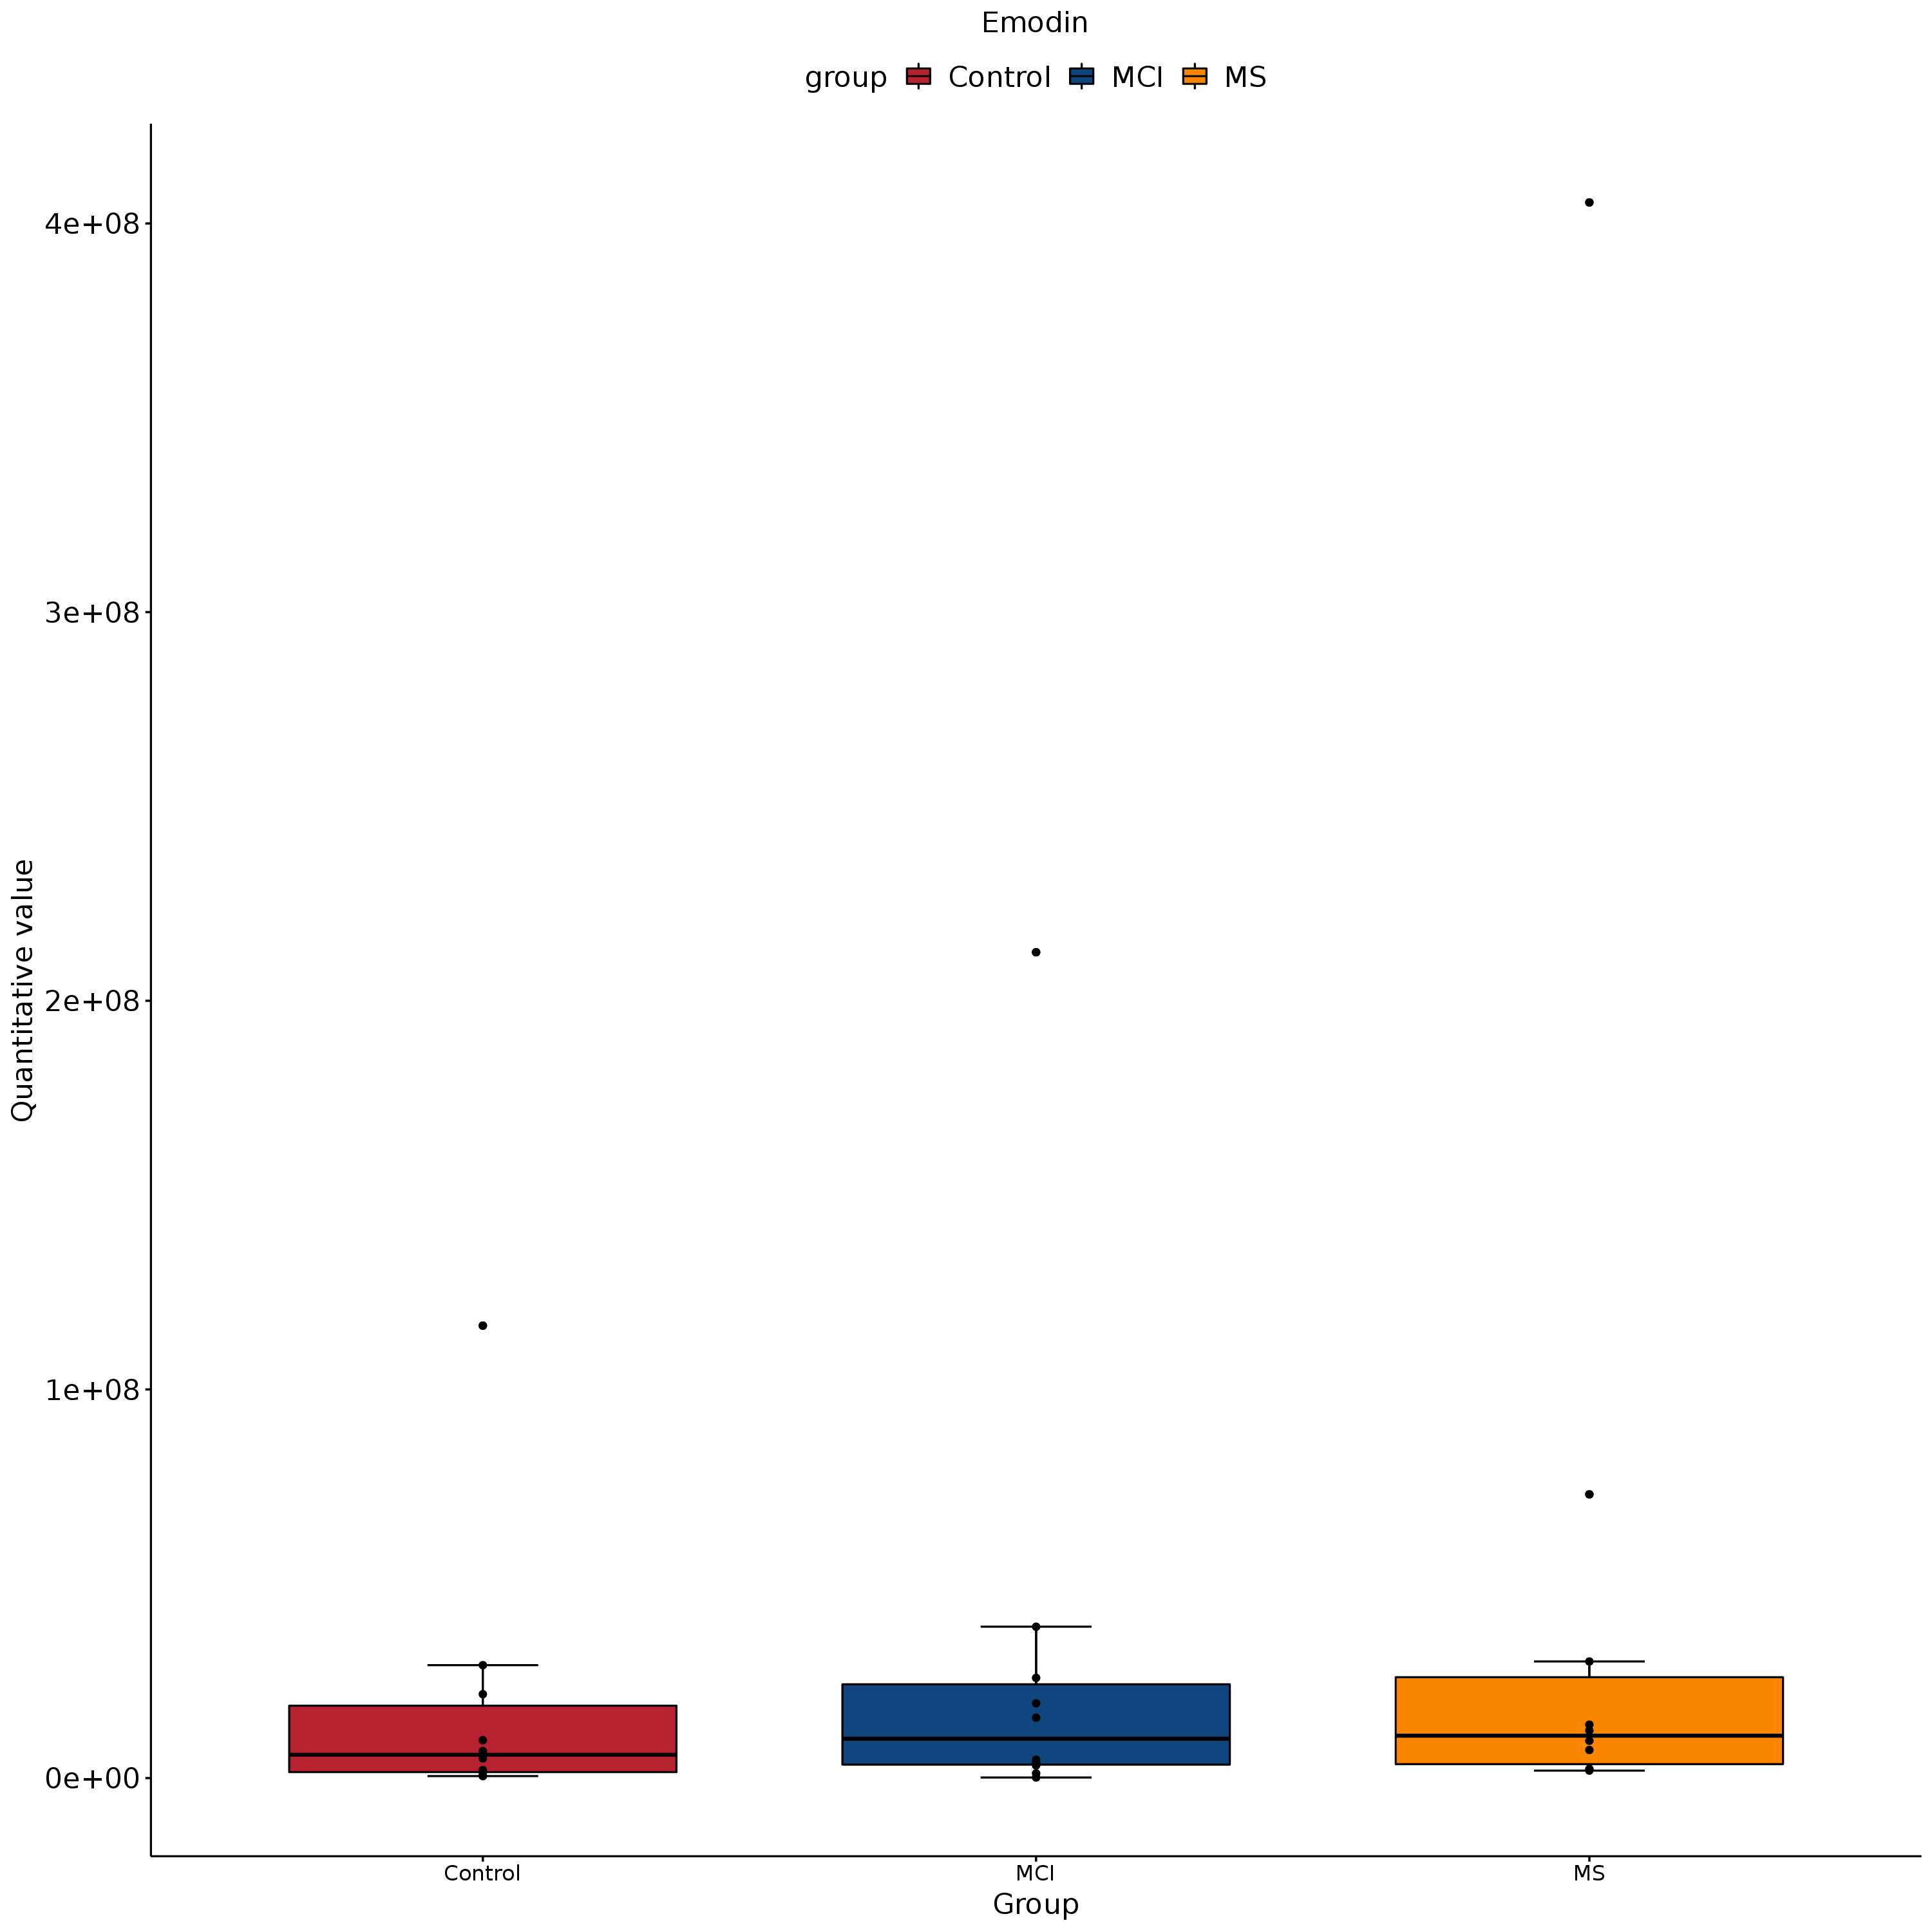 Emodin
group Control MCI MS
Quantitative value
4e+08
3e+08
2e+08
1e+08
0e+00
Control MCI MS
Group